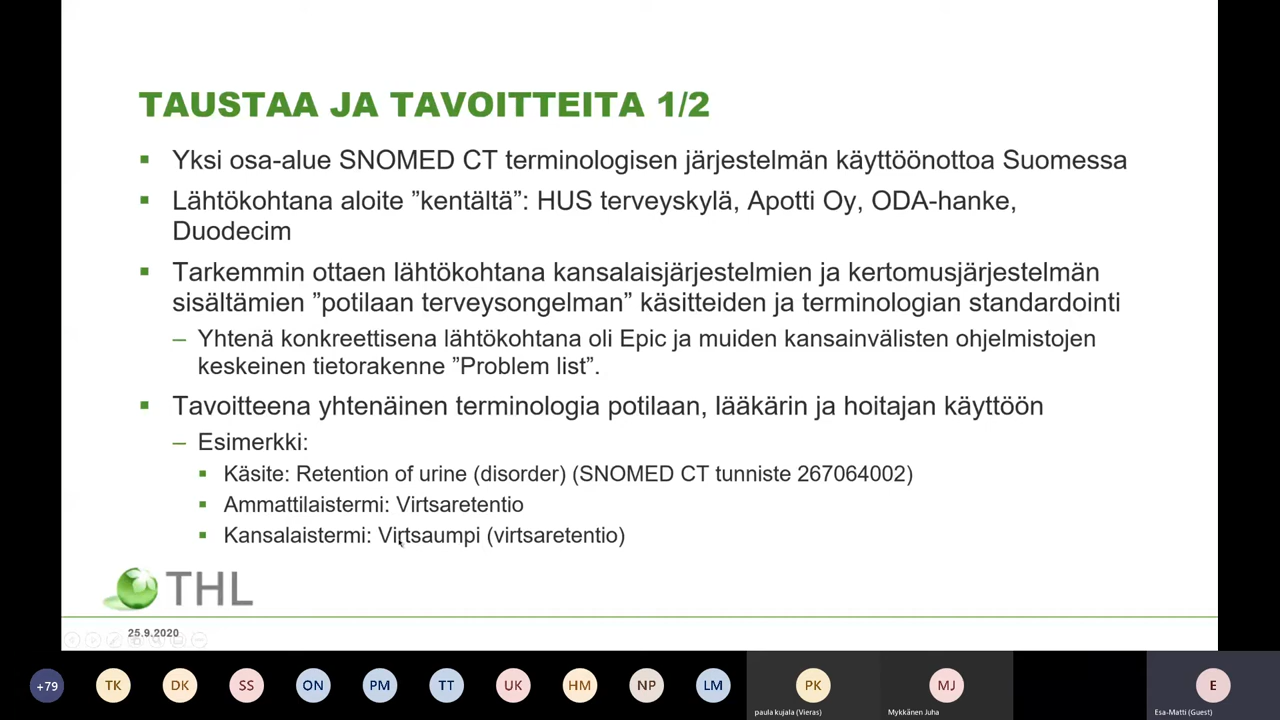 TAUSTAA JA TAVOITTEITA 1/2
▪ Yksi osa-alue SNOMED CT terminologisen järjestelmän käyttöönottoa Suomessa
▪ Lähtökohtana aloite ”kentältä”: HUS terveyskylä, Apotti Oy, ODA-hanke,
Duodecim
▪ Tarkemmin ottaen lähtökohtana kansalaisjärjestelmien ja kertomusjärjestelmän
sisältämien ”potilaan terveysongelman” käsitteiden ja terminologian standardointi
– Yhtenä konkreettisena lähtökohtana oli Epic ja muiden kansainvälisten ohjelmistojen
keskeinen tietorakenne ”Problem list”.
▪ Tavoitteena yhtenäinen terminologia potilaan, lääkärin ja hoitajan käyttöön
– Esimerkki:
▪ Käsite: Retention of urine (disorder) (SNOMED CT tunniste 267064002)
▪ Ammattilaistermi: Virtsaretentio
▪ Kansalaistermi: Virtsaumpi (virtsaretentio)
THL
25.9.2020
+79 TK DK SS ON PM TT UK HM NP LM PK MJ E
paula kujala (Vieras) Mykkänen Juha Esa-Matti (Guest)